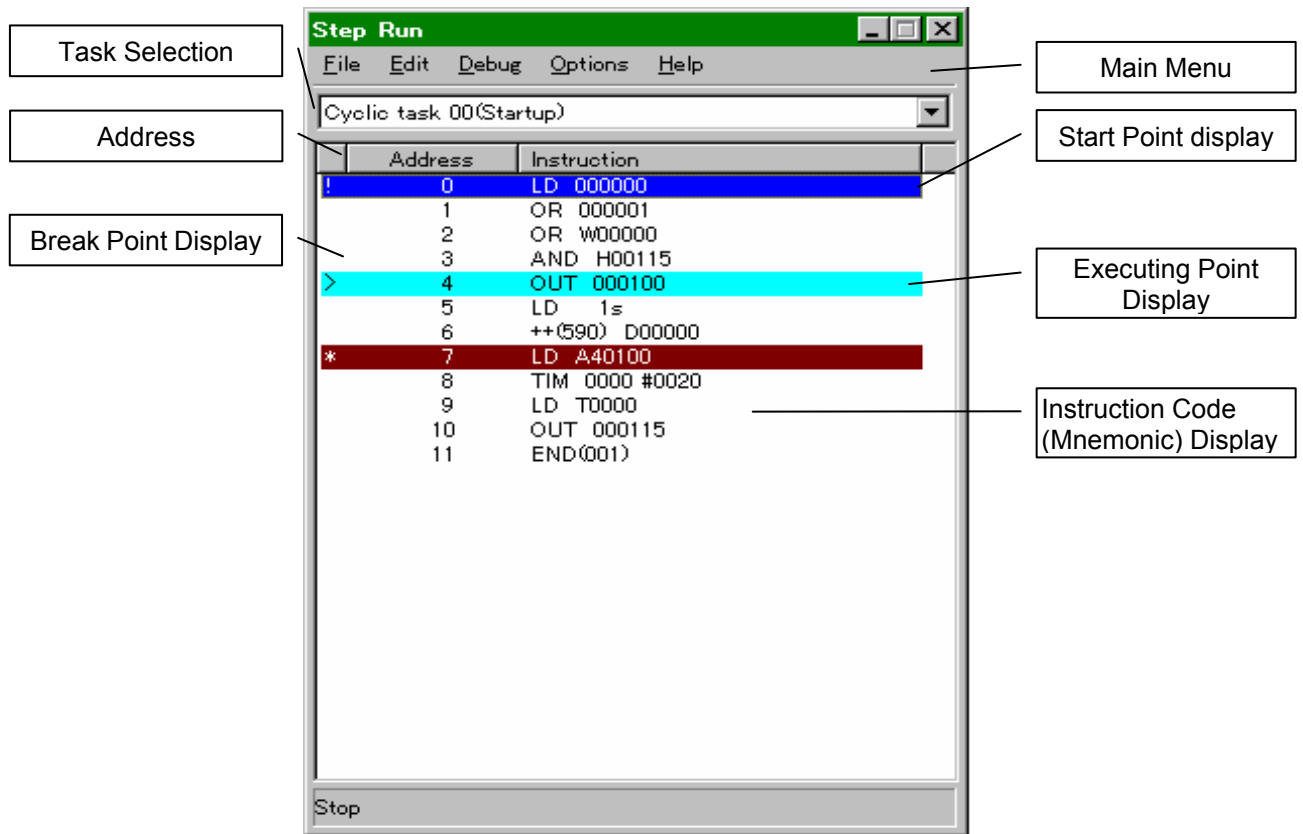 Step Run
File Edit Debug Options Help
Cyclic task 00(Startup)
Address Instruction
! 0 LD 000000
1 OR 000001
2 OR W00000
3 AND H00115
> 4 OUT 000100
5 LD 1s
6 ++(590) D00000
* 7 LD A40100
8 TIM 0000 #0020
9 LD T0000
10 OUT 000115
11 END(001)
Stop
Task Selection
Address
Break Point Display
Main Menu
Start Point display
Executing Point
Display
Instruction Code
(Mnemonic) Display